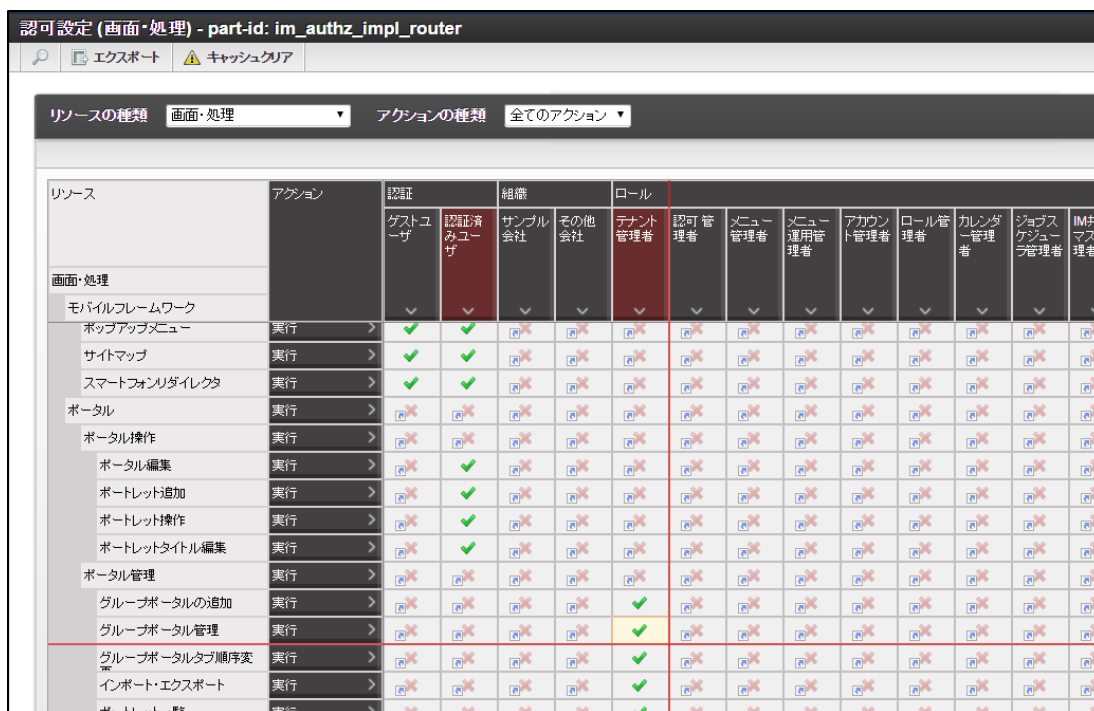 認可設定 (画面・処理) - part-id: im_authz_impl_router
エクスポート キャッシュクリア
リソースの種類 画面・処理 アクションの種類 全てのアクション
リソース アクション 認証 組織 ロール
ゲストユーザ 認証済みユーザ サンプル会社 その他会社 テナント管理者 認可 管理者 メニュー管理者 メニュー運用管理者 アカウント管理者 ロール管理者 カレンダー管理者 ジョブスケジューラ管理者
画面・処理
モバイルフレームワーク
ポップアップメニュー 実行
サイトマップ 実行
スマートフォンリダイレクタ 実行
ポータル 実行
ポータル操作 実行
ポータル編集 実行
ポートレット追加 実行
ポートレット操作 実行
ポートレットタイトル編集 実行
ポータル管理 実行
グループポータルの追加 実行
グループポータル管理 実行
グループポータルタブ順序変 実行
インポート・エクスポート 実行